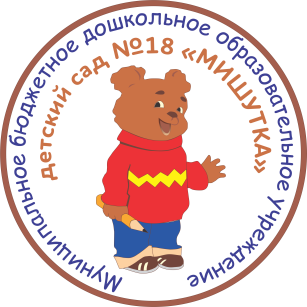 Муниципальное бюджетное дошкольное образовательное учреждение
детский сад №18 «МИШУТКА»